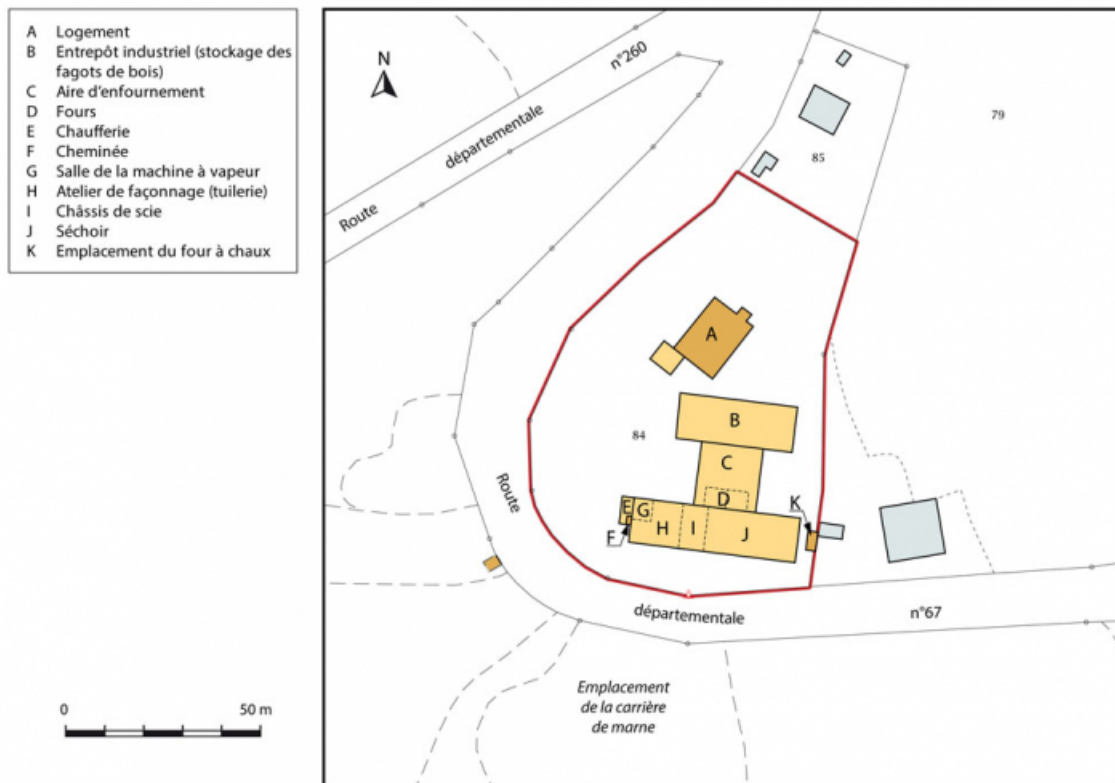 A Logement
B Entrepôt industriel (stockage des
fagots de bois)
C Aire d'enfournement
D Fours
E Chaufferie
F Cheminée
G Salle de la machine à vapeur
H Atelier de façonnage (tuilerie)
I Châssis de scie
J Séchoir
K Emplacement du four à chaux
N
Route départementale n°260
79
85
A
B
84
C
D
K
E
G
F
H
I
J
Route départementale n°67
Emplacement
de la carrière
de marne
0 50 m